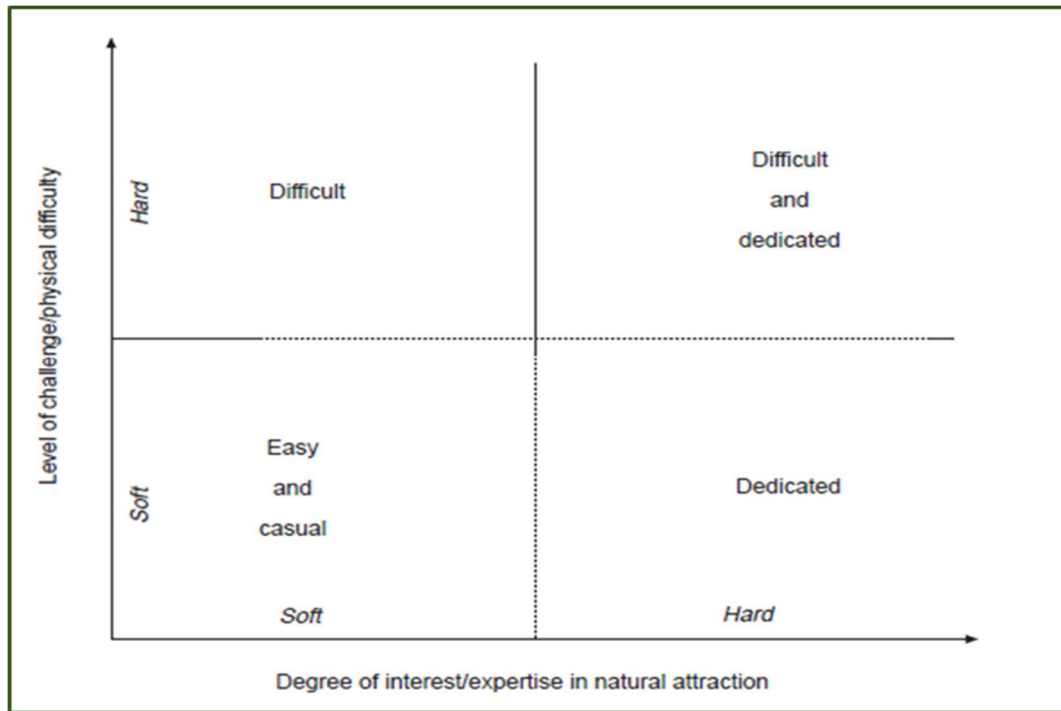 Level of challenge/physical difficulty
Hard
Soft
Difficult
Difficult
and
dedicated
Easy
and
casual
Dedicated
Soft
Hard
Degree of interest/expertise in natural attraction